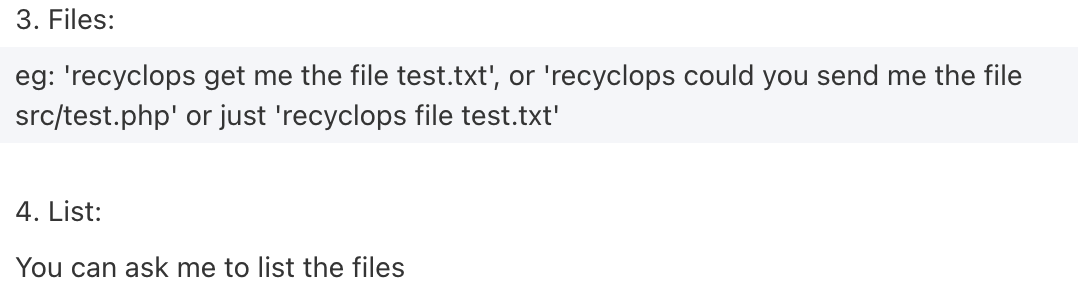 3. Files:
eg: 'recyclops get me the file test.txt', or 'recyclops could you send me the file
src/test.php' or just 'recyclops file test.txt'
4. List:
You can ask me to list the files